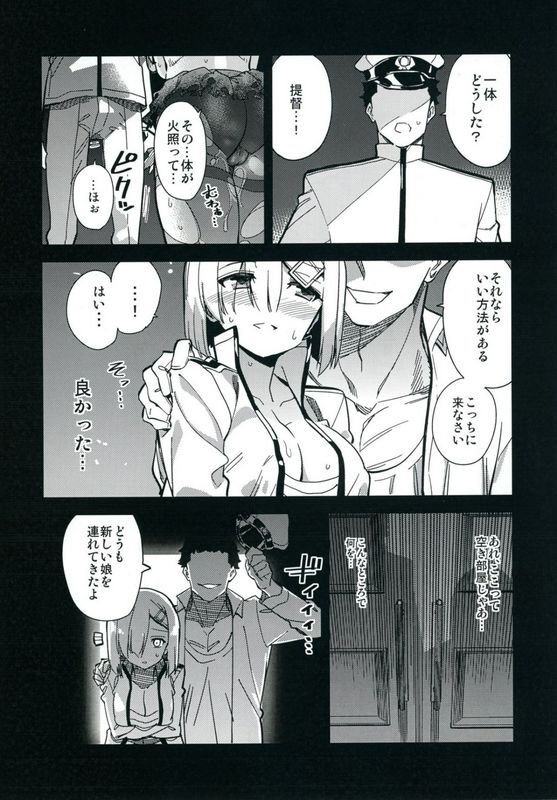 一体
どうした？
提督
…！
その…体が
火照って…
むわぁ
ピクッ
…ほぉ
それなら
いい方法がある
こっちに
来なさい
…！
はい…
そっ…
良かった…
あれここって
空き部屋じゃあ…
こんなところで
何を…
ギィィィ…
どうも
新しい娘を
連れてきたよ